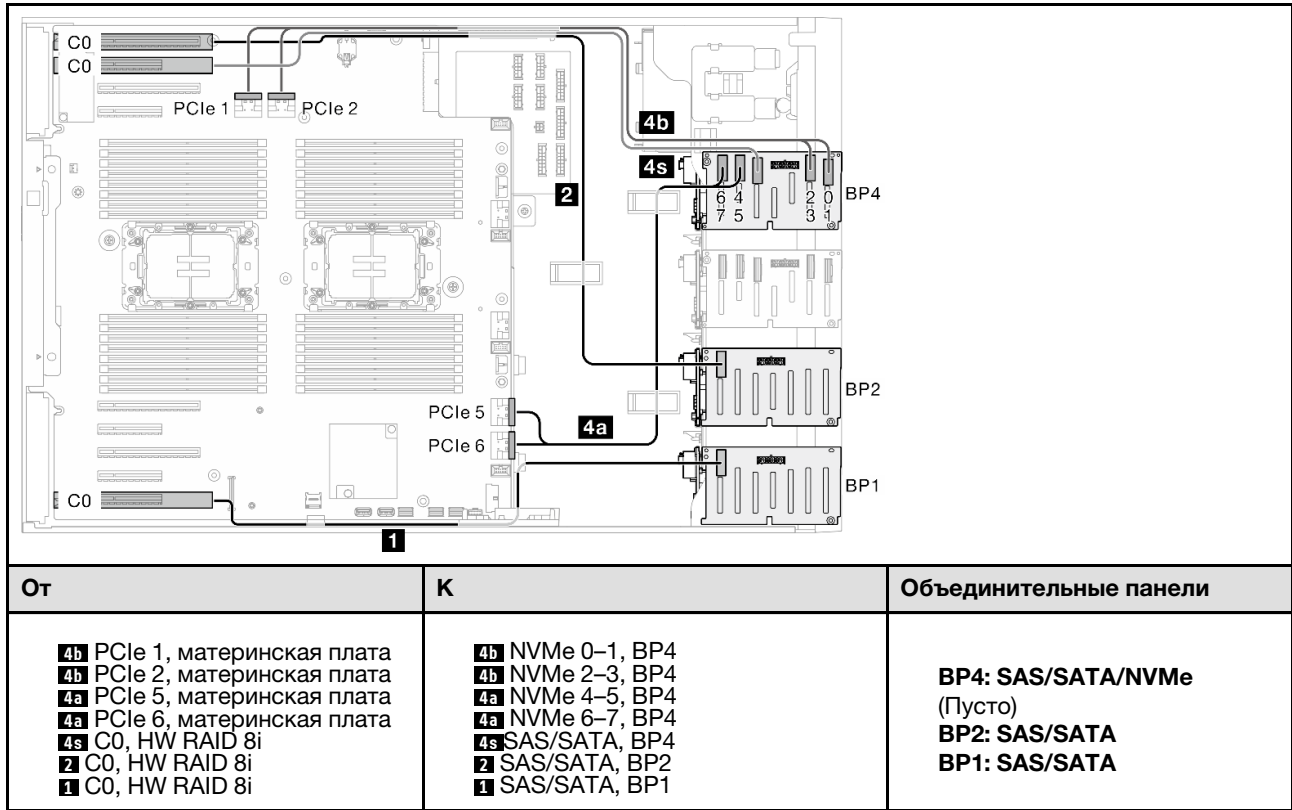 C0
C0
PCIe 1
PCIe 2
4b
4s
2
6 4 2 0
7 5 3 1
BP4
BP2
PCIe 5
4a
PCIe 6
BP1
C0
1
От
К
Объединительные панели
4b PCIe 1, материнская плата
4b PCIe 2, материнская плата
4a PCIe 5, материнская плата
4a PCIe 6, материнская плата
4s C0, HW RAID 8i
2 C0, HW RAID 8i
1 C0, HW RAID 8i
4b NVMe 0–1, BP4
4b NVMe 2–3, BP4
4a NVMe 4–5, BP4
4a NVMe 6–7, BP4
4s SAS/SATA, BP4
2 SAS/SATA, BP2
1 SAS/SATA, BP1
BP4: SAS/SATA/NVMe
(Пусто)
BP2: SAS/SATA
BP1: SAS/SATA